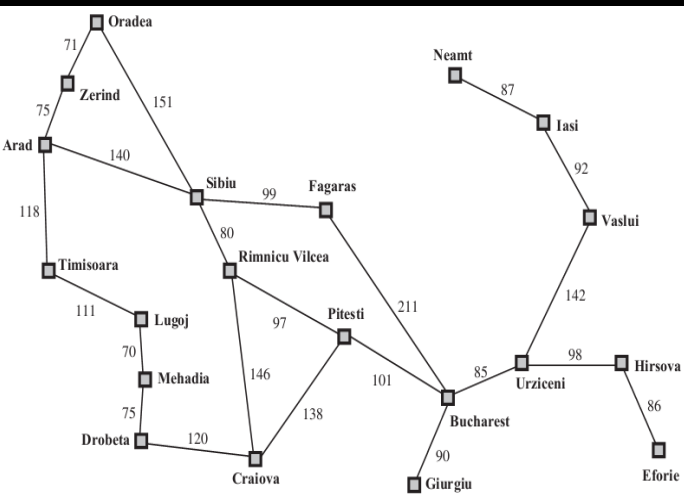 Oradea
71
Neamt
87
Zerind
75
151
Iasi
Arad
140
92
Sibiu
99
Fagaras
118
Vaslui
80
Timisoara
Rimnicu Vilcea
142
111
Lugoj
97
Pitesti
211
70
98
Mehadia
146
101
85
Hirsova
Urziceni
75
138
86
Bucharest
Drobeta
120
90
Craiova
Giurgiu
Eforie